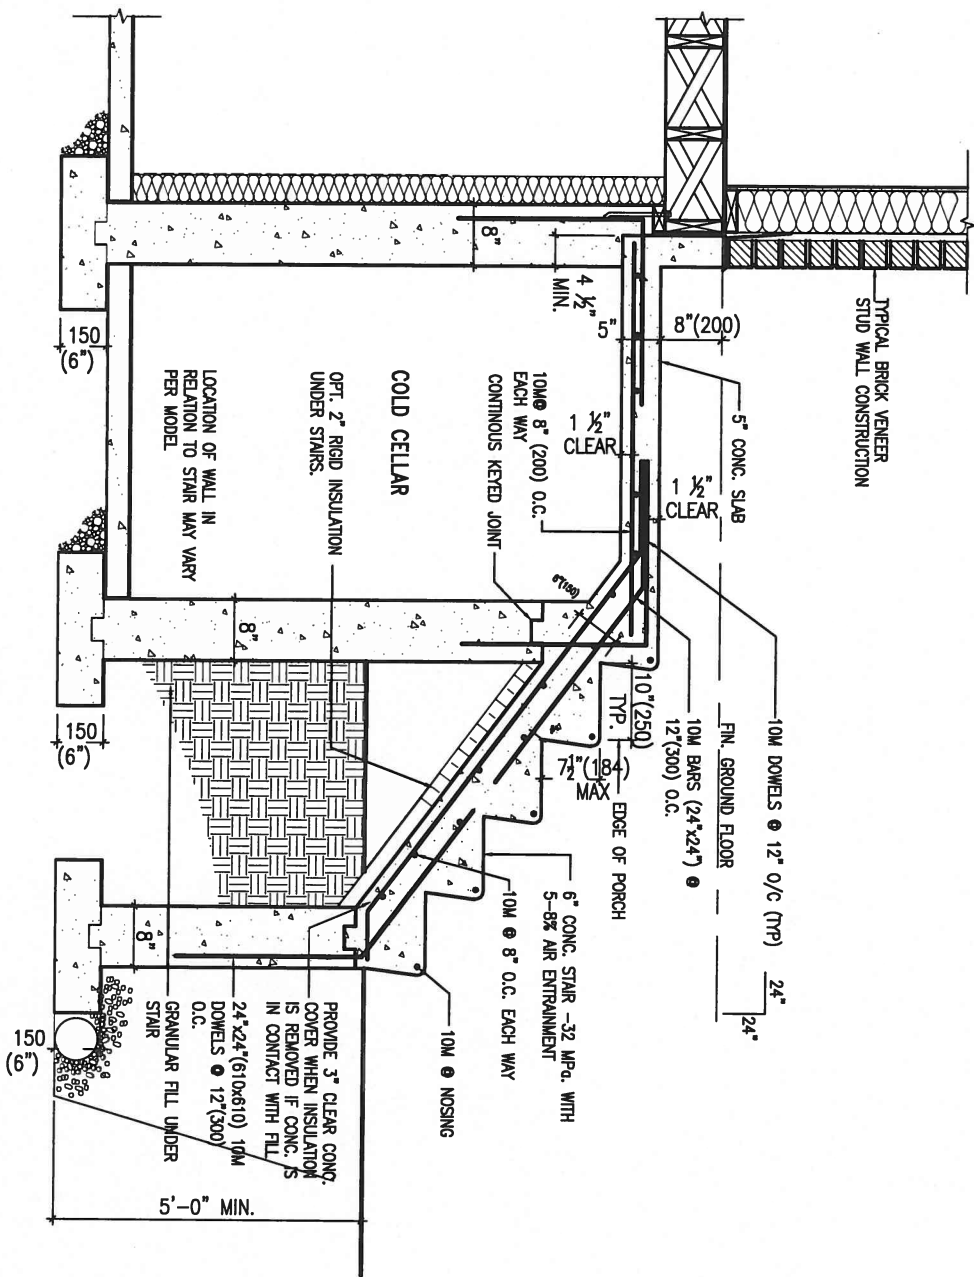 TYPICAL BRICK VENEER
STUD WALL CONSTRUCTION
8"(200)
5" CONC. SLAB
FIN. GROUND FLOOR
10M DOWELS @ 12" O/C (TYP)
24"
24"
8"
4 ½"
MIN.
5"
1 ½"
CLEAR
1 ½"
CLEAR
10M BARS (24"x24") @
12"(300) O.C.
10M@ 8" (200) O.C.
EACH WAY
CONTINOUS KEYED JOINT
COLD CELLAR
OPT. 2" RIGID INSULATION
UNDER STAIRS.
LOCATION OF WALL IN
RELATION TO STAIR MAY VARY
PER MODEL
6"(150)
10"(250)
TYP.
7½"(184)
MAX
EDGE OF PORCH
6" CONC. STAIR -32 MPa. WITH
5-8% AIR ENTRAINMENT
10M @ 8" O.C. EACH WAY
10M @ NOSING
PROVIDE 3" CLEAR CONC.
COVER WHEN INSULATION
IS REMOVED IF CONC. IS
IN CONTACT WITH FILL
24"x24"(610x610) 10M
DOWELS @ 12"(300)
O.C.
GRANULAR FILL UNDER
STAIR
8"
8"
150
(6")
150
(6")
150
(6")
5'-0" MIN.